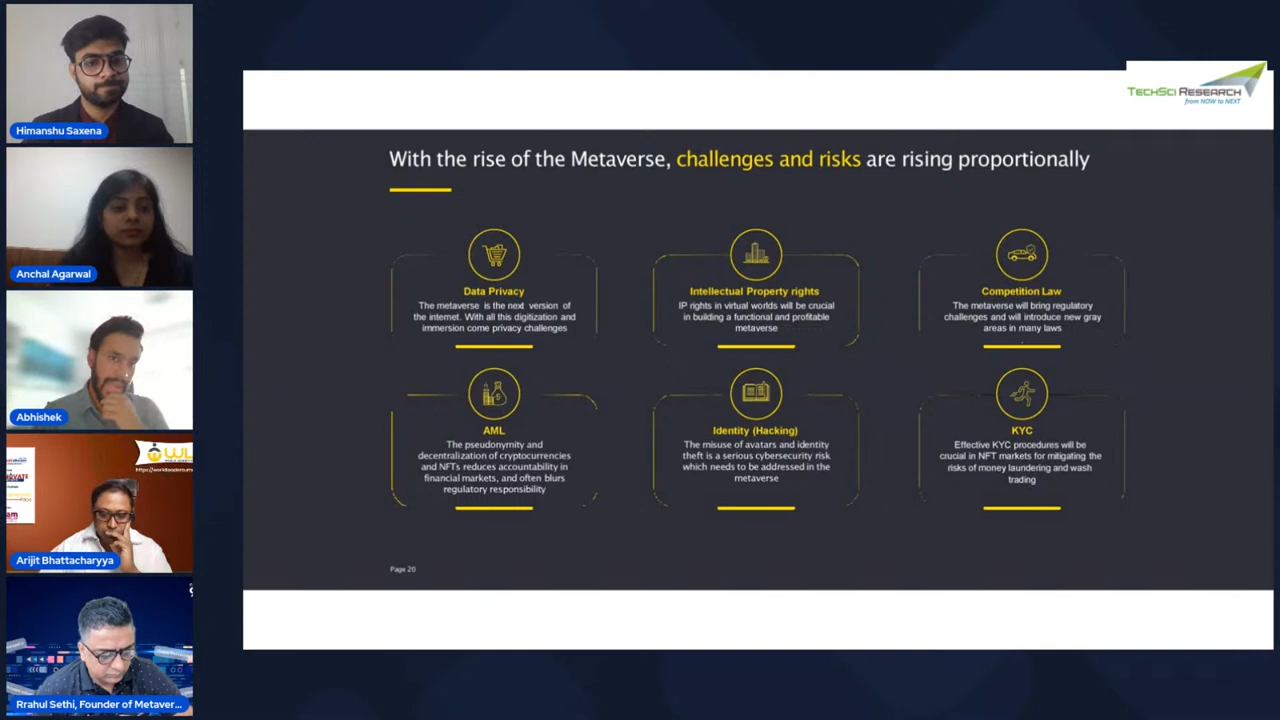 Himanshu Saxena
Anchal Agarwal
Abhishek
WL
https://worldleadersum
NOVATE
am
Arijit Bhattacharyya
Rrahul Sethi, Founder of Metaver...
TECHSCI RESEARCH
from NOW to NEXT
With the rise of the Metaverse, challenges and risks are rising proportionally
Data Privacy
The metaverse is the next version of
the internet. With all this digitization and
immersion come privacy challenges
Intellectual Property rights
IP rights in virtual worlds will be crucial
in building a functional and profitable
metaverse
Competition Law
The metaverse will bring regulatory
challenges and will introduce new gray
areas in many laws
AML
The pseudonymity and
decentralization of cryptocurrencies
and NFTs reduces accountability in
financial markets, and often blurs
regulatory responsibility
Identity (Hacking)
The misuse of avatars and identity
theft is a serious cybersecurity risk
which needs to be addressed in the
metaverse
KYC
Effective KYC procedures will be
crucial in NFT markets for mitigating the
risks of money laundering and wash
trading
Page 20